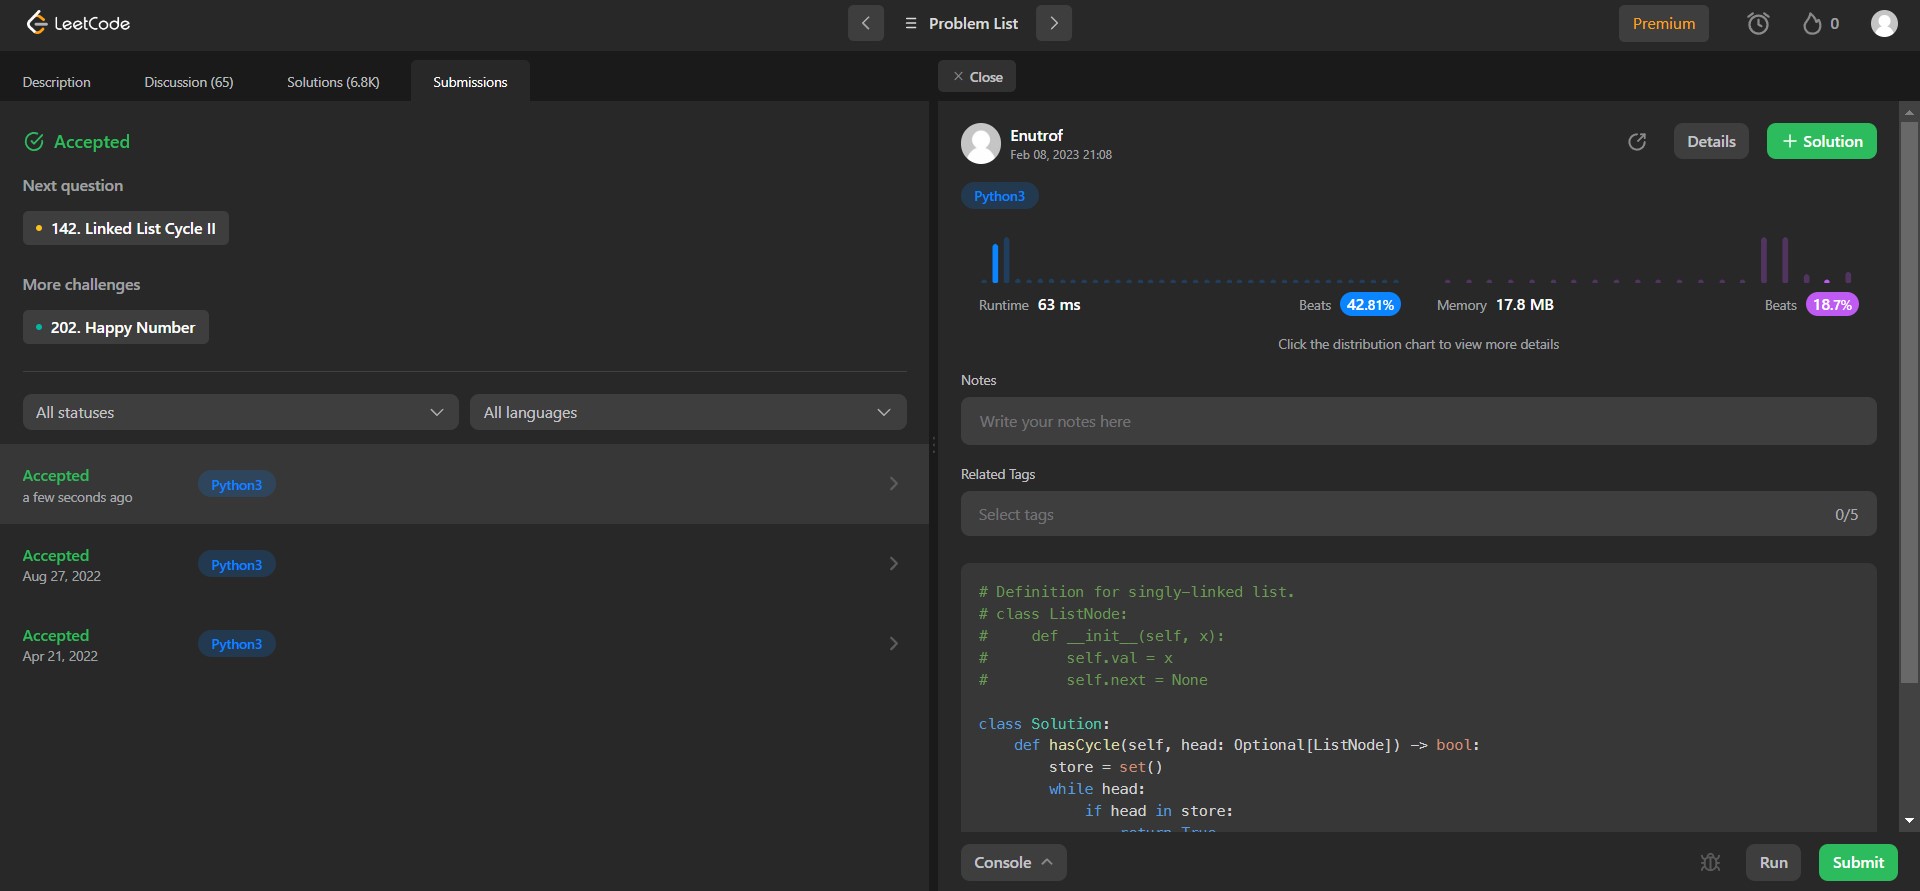 LeetCode
Problem List
Premium
0
Description
Discussion (65)
Solutions (6.8K)
Submissions
Close
Accepted
Next question
142. Linked List Cycle II
More challenges
202. Happy Number
All statuses
All languages
Accepted
a few seconds ago
Python3
Accepted
Aug 27, 2022
Python3
Accepted
Apr 21, 2022
Python3
Enutrof
Feb 08, 2023 21:08
Details
+ Solution
Python3
Runtime 63 ms
Beats 42.81%
Memory 17.8 MB
Beats 18.7%
Click the distribution chart to view more details
Notes
Write your notes here
Related Tags
Select tags
0/5
# Definition for singly-linked list.
# class ListNode:
#     def __init__(self, x):
#         self.val = x
#         self.next = None
class Solution:
    def hasCycle(self, head: Optional[ListNode]) -> bool:
        store = set()
        while head:
            if head in store:
                return True
Console
Run
Submit